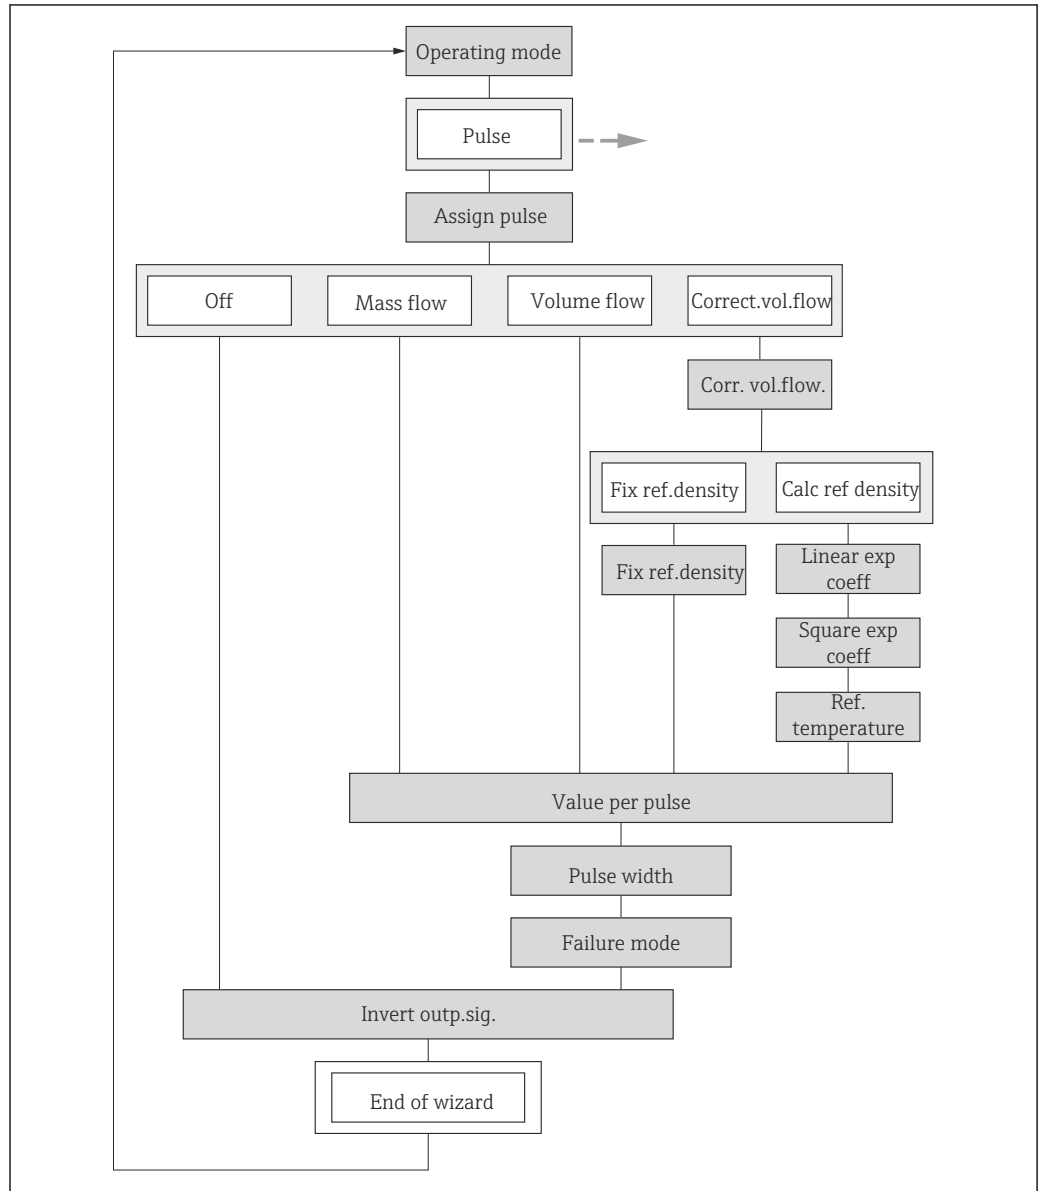 Operating mode
Pulse
Assign pulse
Off
Mass flow
Volume flow
Correct.vol.flow
Corr. vol.flow.
Fix ref.density
Calc ref density
Fix ref.density
Linear exp
coeff
Square exp
coeff
Ref.
temperature
Value per pulse
Pulse width
Failure mode
Invert outp.sig.
End of wizard